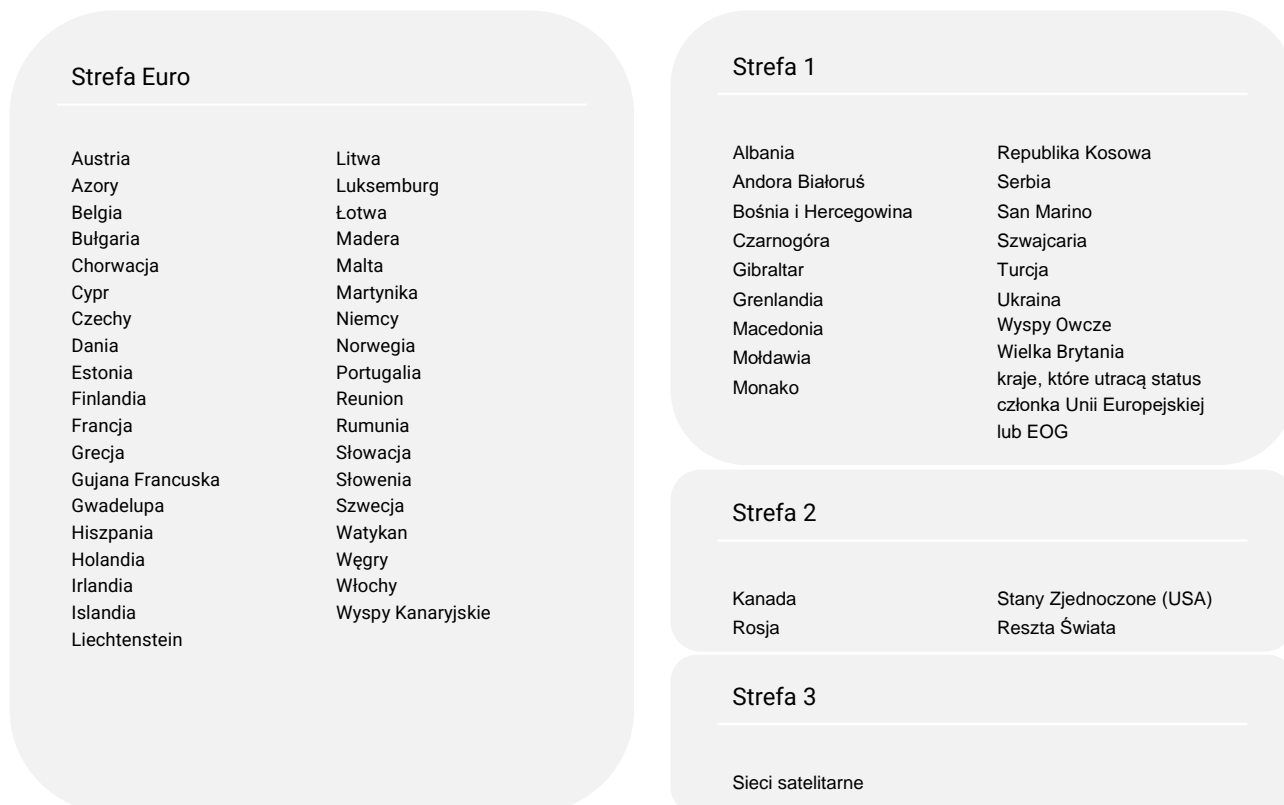 Strefa Euro
Austria
Azory
Belgia
Bułgaria
Chorwacja
Cypr
Czechy
Dania
Estonia
Finlandia
Francja
Grecja
Gujana Francuska
Gwadelupa
Hiszpania
Holandia
Irlandia
Islandia
Liechtenstein
Litwa
Luksemburg
Łotwa
Madera
Malta
Martynika
Niemcy
Norwegia
Portugalia
Reunion
Rumunia
Słowacja
Słowenia
Szwecja
Watykan
Węgry
Włochy
Wyspy Kanaryjskie
Strefa 1
Albania
Andora Białoruś
Bośnia i Hercegowina
Czarnogóra
Gibraltar
Grenlandia
Macedonia
Mołdawia
Monako
Republika Kosowa
Serbia
San Marino
Szwajcaria
Turcja
Ukraina
Wyspy Owcze
Wielka Brytania
kraje, które utracą status
członka Unii Europejskiej
lub EOG
Strefa 2
Kanada
Rosja
Stany Zjednoczone (USA)
Reszta Świata
Strefa 3
Sieci satelitarne